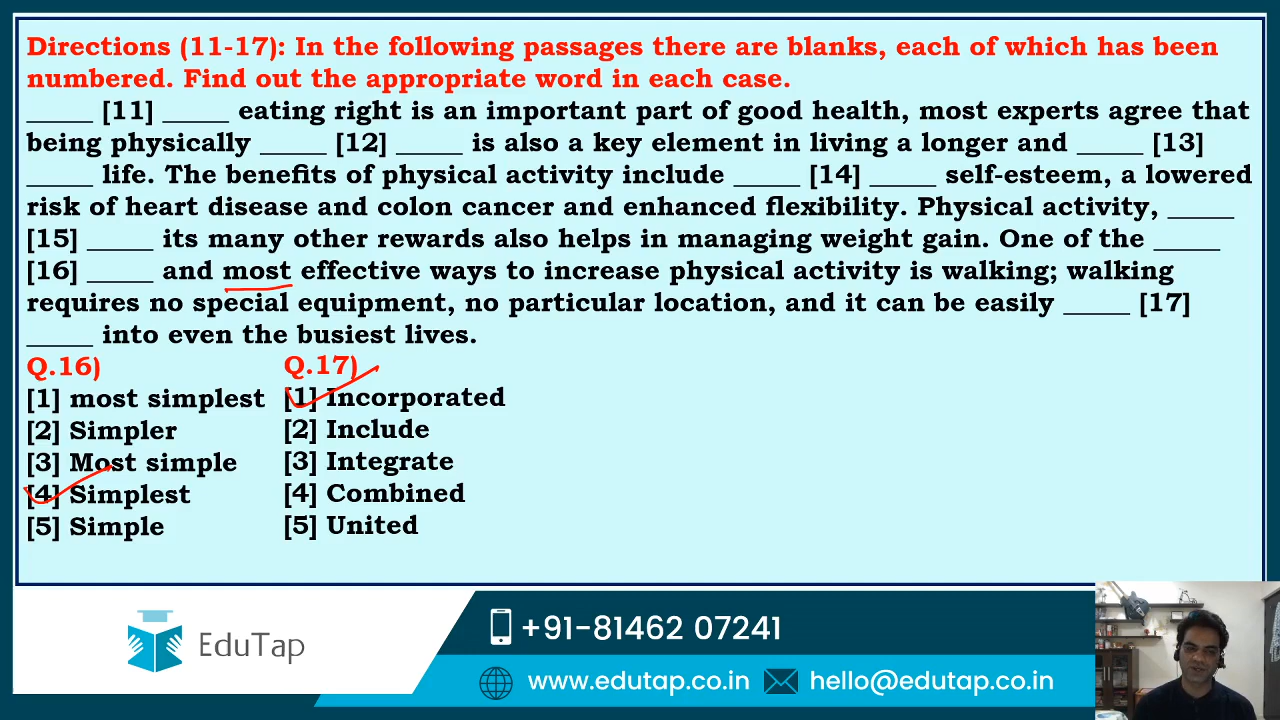 Directions (11-17): In the following passages there are blanks, each of which has been
numbered. Find out the appropriate word in each case.
_____ [11] _____ eating right is an important part of good health, most experts agree that
being physically _____ [12] _____ is also a key element in living a longer and _____ [13]
_____ life. The benefits of physical activity include _____ [14] _____ self-esteem, a lowered
risk of heart disease and colon cancer and enhanced flexibility. Physical activity, _____
[15] _____ its many other rewards also helps in managing weight gain. One of the _____
[16] _____ and most effective ways to increase physical activity is walking; walking
requires no special equipment, no particular location, and it can be easily _____ [17]
_____ into even the busiest lives.
Q.16)
[1] most simplest
[2] Simpler
[3] Most simple
[4] Simplest
[5] Simple
Q.17)
[1] Incorporated
[2] Include
[3] Integrate
[4] Combined
[5] United
EduTap
+91-81462 07241
www.edutap.co.in
hello@edutap.co.in